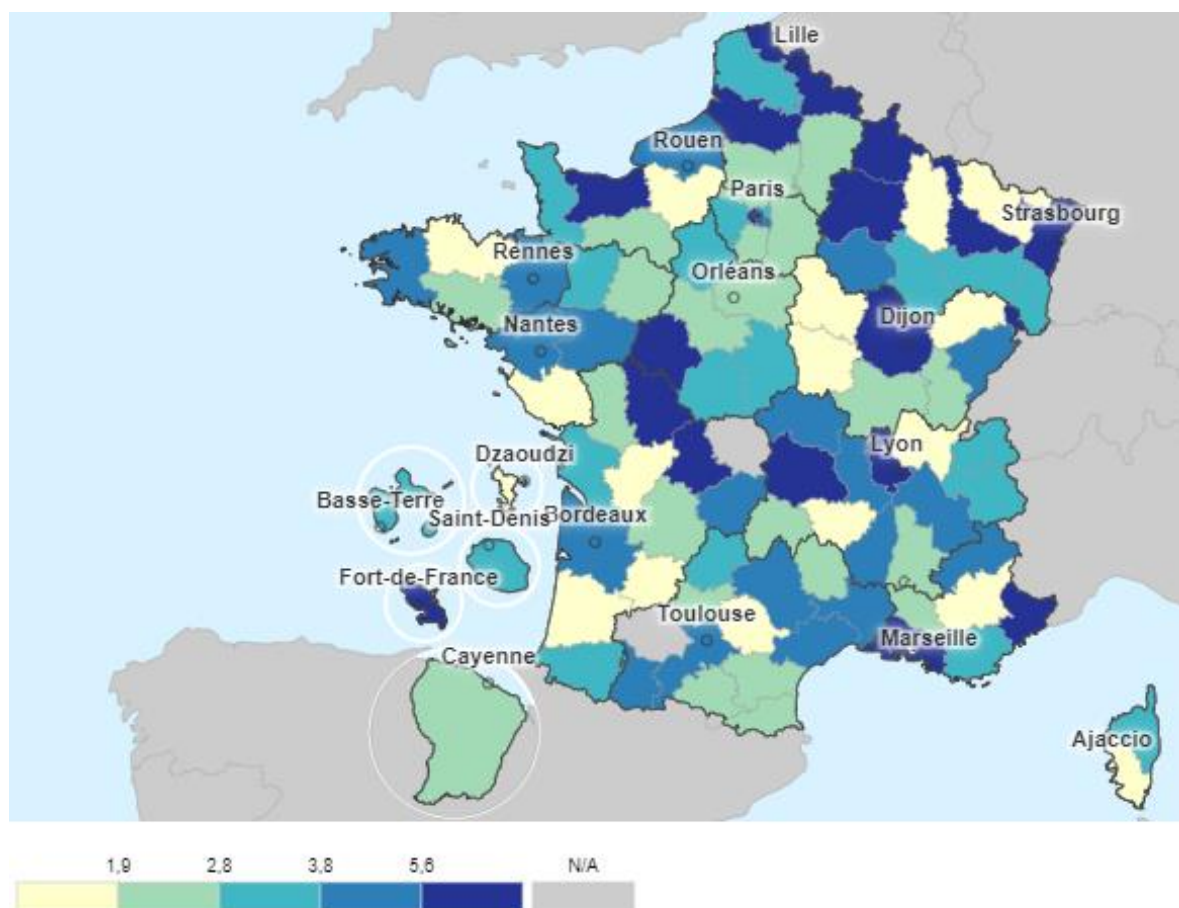 Lille
Rouen
Paris
Strasbourg
Rennes
Orléans
Nantes
Dijon
Lyon
Dzaoudzi
Basse-Terre
Saint-Denis
Bordeaux
Fort-de-France
Toulouse
Marseille
Cayenne
Ajaccio
1,9 2,8 3,8 5,6 N/A